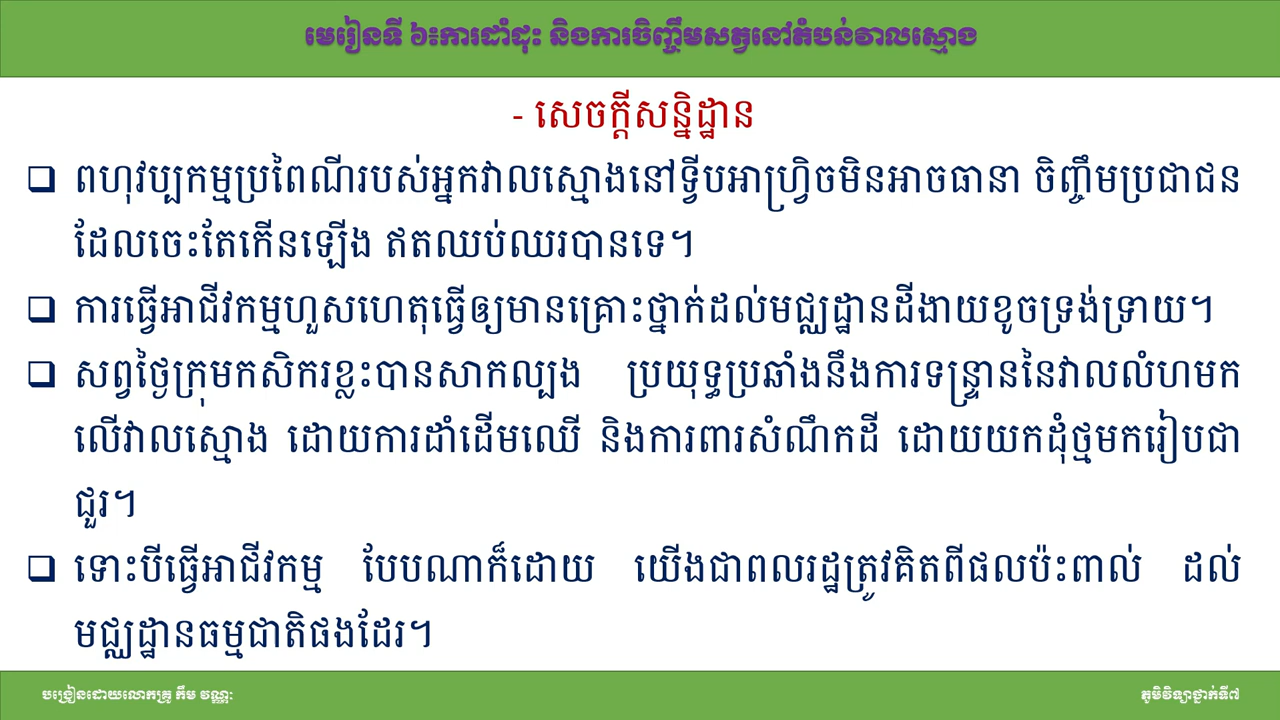 មេរៀនទី ៦៖ការដាំដុះ និងការចិញ្ចឹមសត្វនៅតំបន់វាលស្មោង
- សេចក្ដីសន្និដ្ឋាន
❑ ពហុវប្បកម្មប្រពៃណីរបស់អ្នកវាលស្មោងនៅទ្វីបអាហ្វ្រិចមិនអាចធានា ចិញ្ចឹមប្រជាជន
ដែលចេះតែកើនឡើង ឥតឈប់ឈរបានទេ។
❑ ការធ្វើអាជីវកម្មហួសហេតុធ្វើឲ្យមានគ្រោះថ្នាក់ដល់មជ្ឈដ្ឋានដីងាយខូចទ្រង់ទ្រាយ។
❑ សព្វថ្ងៃក្រុមកសិករខ្លះបានសាកល្បង ប្រយុទ្ធប្រឆាំងនឹងការទន្ទ្រាននៃវាលលំហមក
លើវាលស្មោង ដោយការដាំដើមឈើ និងការពារសំណឹកដី ដោយយកដុំថ្មមករៀបជា
ជួរ។
❑ ទោះបីធ្វើអាជីវកម្ម បែបណាក៏ដោយ យើងជាពលរដ្ឋត្រូវគិតពីផលប៉ះពាល់ ដល់
មជ្ឈដ្ឋានធម្មជាតិផងដែរ។
បង្រៀនដោយលោកគ្រូ កឹម វណ្ណៈ
ភូមិវិទ្យាថ្នាក់ទី៧